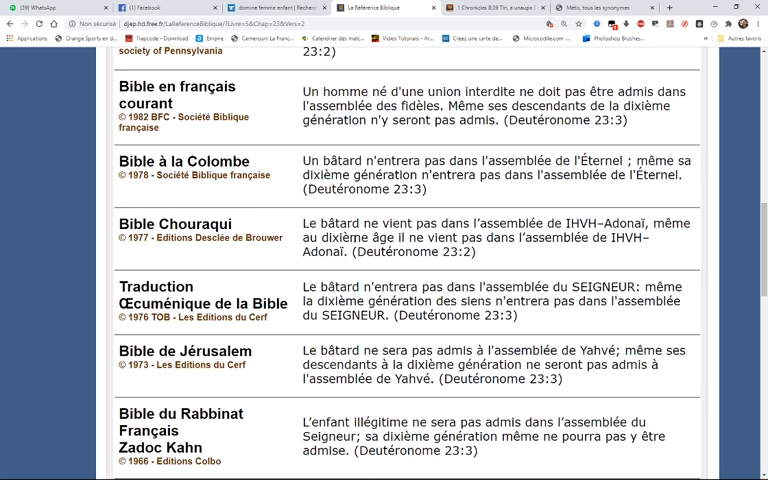 (39) WhatsApp
(1) Facebook
domine femme enfant | Recherch
La Référence Biblique
1 Chronicles 8,09 Tin, a unaupe
Métis, tous les synonymes
Non sécurisé | djep.hd.free.fr/LaReferenceBiblique/?Livre=5&Chap=23&Vers=2
Applications
Orange Sports en d...
Trapcode - Download
Empire
Cameroun La Franç...
Calendrier des matc...
Video Tutorials - Ar...
Créez une carte de...
Microcodile.com
Photoshop Brushes...
Autres favoris
society of Pennsylvania
23:2)
Bible en français
courant
© 1982 BFC - Société Biblique
française
Un homme né d'une union interdite ne doit pas être admis dans
l'assemblée des fidèles. Même ses descendants de la dixième
génération n'y seront pas admis. (Deutéronome 23:3)
Bible à la Colombe
© 1978 - Société Biblique française
Un bâtard n'entrera pas dans l'assemblée de l'Éternel ; même sa
dixième génération n'entrera pas dans l'assemblée de l'Éternel.
(Deutéronome 23:3)
Bible Chouraqui
© 1977 - Editions Desclée de Brouwer
Le bâtard ne vient pas dans l’assemblée de IHVH–Adonaï, même
au dixième âge il ne vient pas dans l’assemblée de IHVH–
Adonaï. (Deutéronome 23:2)
Traduction
Œcuménique de la Bible
© 1976 TOB - Les Editions du Cerf
Le bâtard n'entrera pas dans l'assemblée du SEIGNEUR: même
la dixième génération des siens n'entrera pas dans l'assemblée
du SEIGNEUR. (Deutéronome 23:3)
Bible de Jérusalem
© 1973 - Les Editions du Cerf
Le bâtard ne sera pas admis à l'assemblée de Yahvé; même ses
descendants à la dixième génération ne seront pas admis à
l'assemblée de Yahvé. (Deutéronome 23:3)
Bible du Rabbinat
Français
Zadoc Kahn
© 1966 - Editions Colbo
L’enfant illégitime ne sera pas admis dans l’assemblée du
Seigneur; sa dixième génération même ne pourra pas y être
admise. (Deutéronome 23:3)